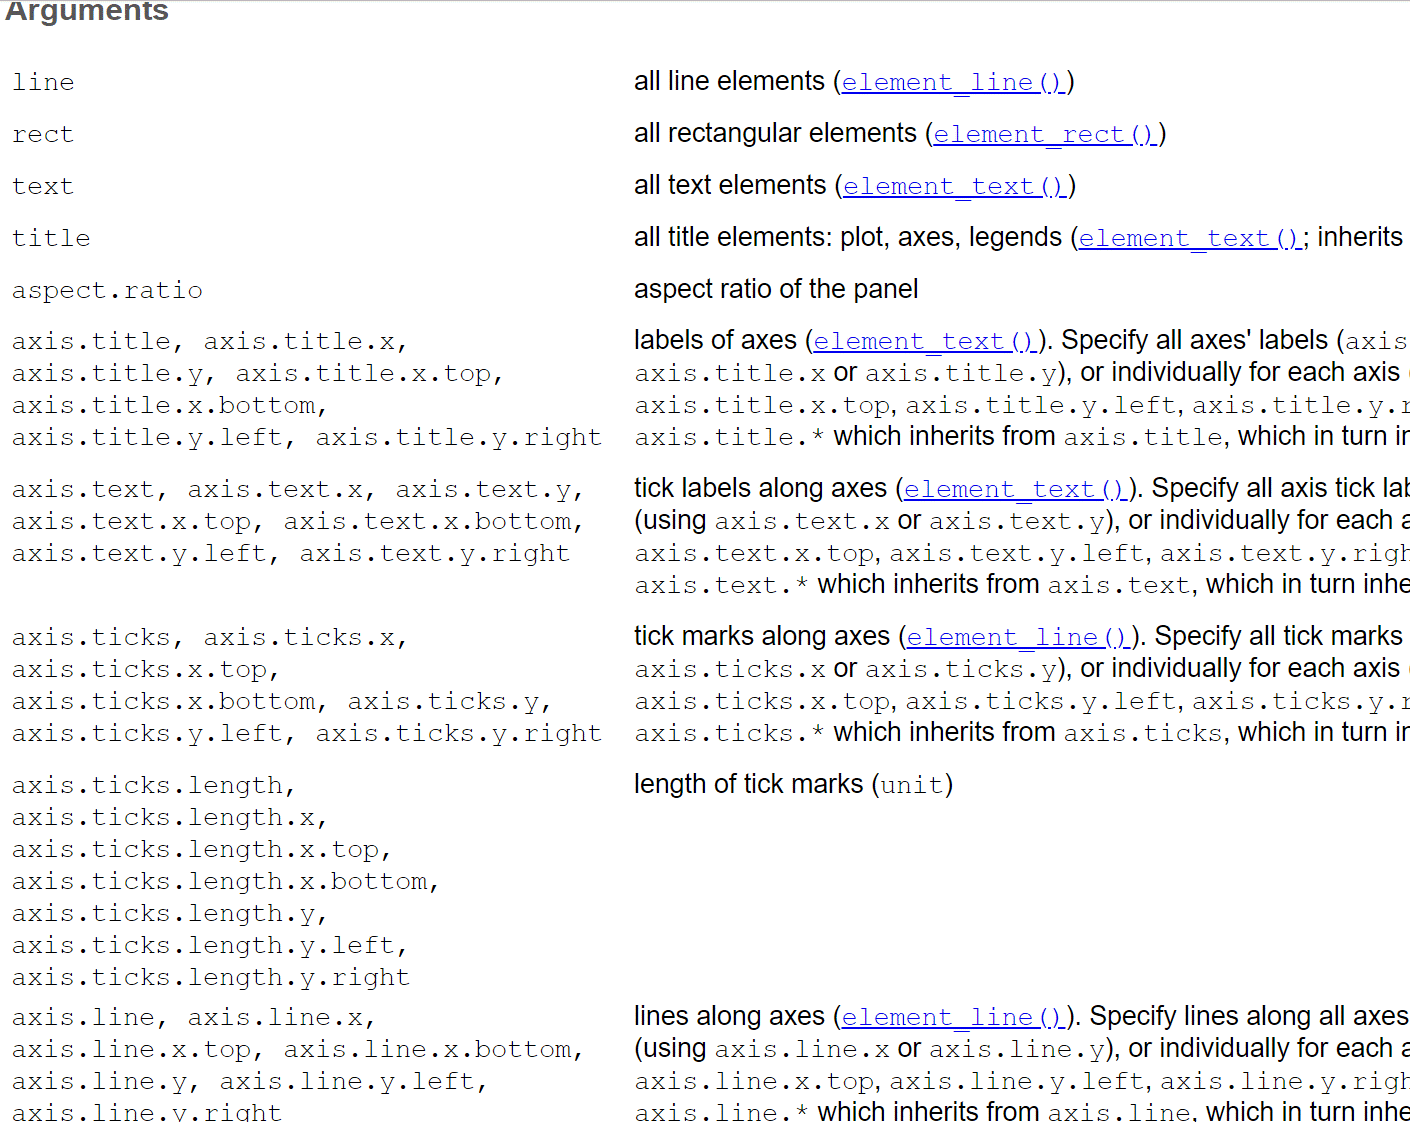 Arguments
line all line elements (element_line())
rect all rectangular elements (element_rect())
text all text elements (element_text())
title all title elements: plot, axes, legends (element_text(); inherits
aspect.ratio aspect ratio of the panel
axis.title, axis.title.x, labels of axes (element_text()). Specify all axes' labels (axis
axis.title.y, axis.title.x.top, axis.title.x or axis.title.y), or individually for each axis (
axis.title.x.bottom, axis.title.x.top, axis.title.y.left, axis.title.y.r
axis.title.y.left, axis.title.y.right axis.title.* which inherits from axis.title, which in turn in
axis.text, axis.text.x, axis.text.y, tick labels along axes (element_text()). Specify all axis tick lab
axis.text.x.top, axis.text.x.bottom, (using axis.text.x or axis.text.y), or individually for each a
axis.text.y.left, axis.text.y.right axis.text.x.top, axis.text.y.left, axis.text.y.righ
axis.text.* which inherits from axis.text, which in turn inhe
axis.ticks, axis.ticks.x, tick marks along axes (element_line()). Specify all tick marks
axis.ticks.x.top, axis.ticks.x or axis.ticks.y), or individually for each axis (
axis.ticks.x.bottom, axis.ticks.y, axis.ticks.x.top, axis.ticks.y.left, axis.ticks.y.r
axis.ticks.y.left, axis.ticks.y.right axis.ticks.* which inherits from axis.ticks, which in turn in
axis.ticks.length, length of tick marks (unit)
axis.ticks.length.x,
axis.ticks.length.x.top,
axis.ticks.length.x.bottom,
axis.ticks.length.y,
axis.ticks.length.y.left,
axis.ticks.length.y.right
axis.line, axis.line.x, lines along axes (element_line()). Specify lines along all axes
axis.line.x.top, axis.line.x.bottom, (using axis.line.x or axis.line.y), or individually for each a
axis.line.y, axis.line.y.left, axis.line.x.top, axis.line.y.left, axis.line.y.righ
axis.line.y.right axis.line.* which inherits from axis.line, which in turn inhe